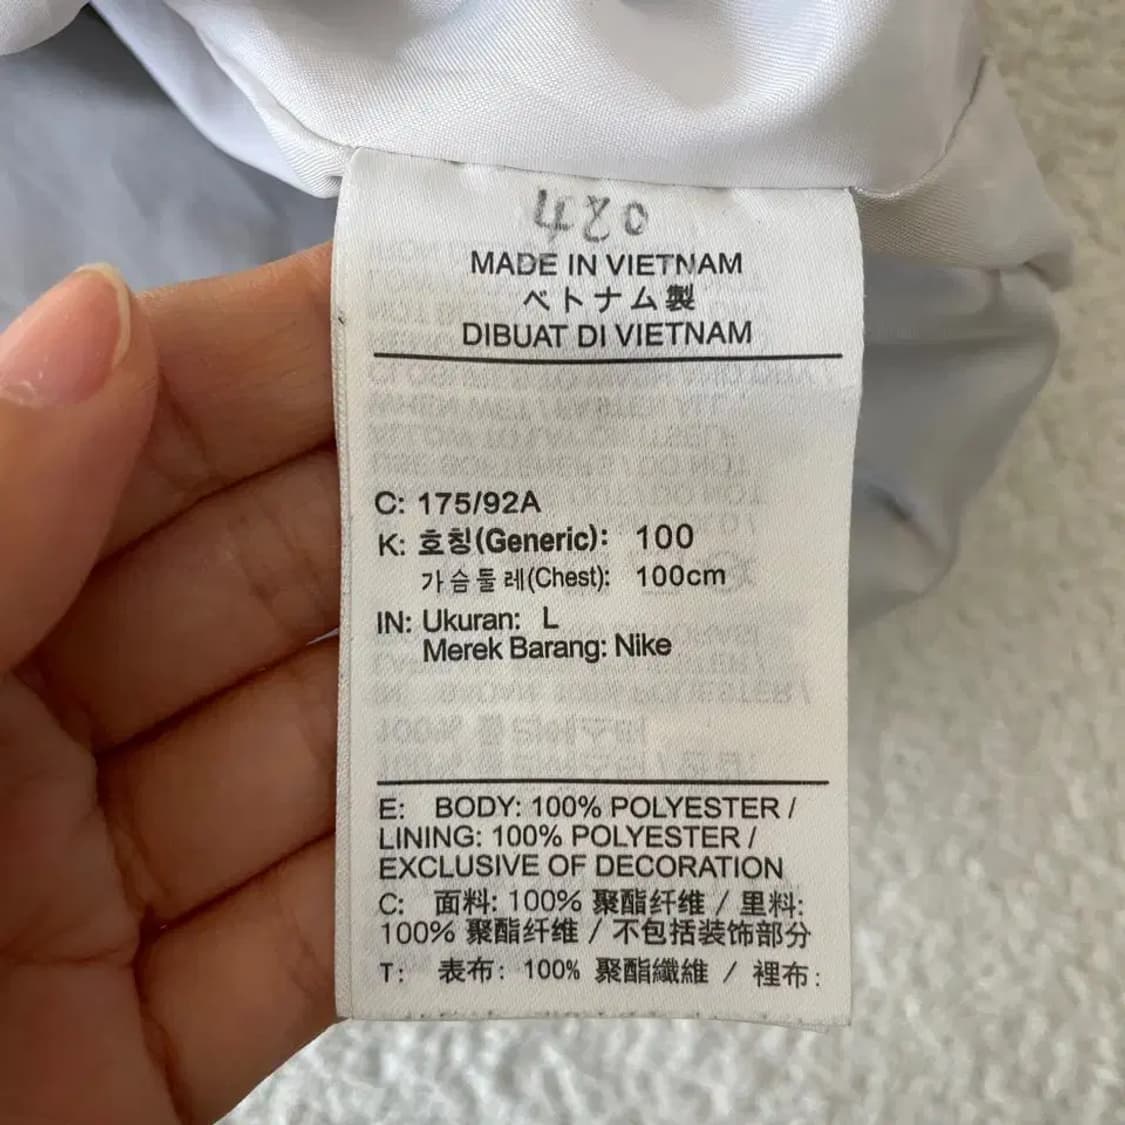 480
MADE IN VIETNAM
ベトナム製
DIBUAT DI VIETNAM
C: 175/92A
K: 호칭(Generic): 100
가슴둘레(Chest): 100cm
IN: Ukuran: L
Merek Barang: Nike
E: BODY: 100% POLYESTER /
LINING: 100% POLYESTER /
EXCLUSIVE OF DECORATION
C: 面料: 100% 聚酯纤维 / 里料:
100% 聚酯纤维 / 不包括装饰部分
T: 表布: 100% 聚酯纖維 / 裡布: